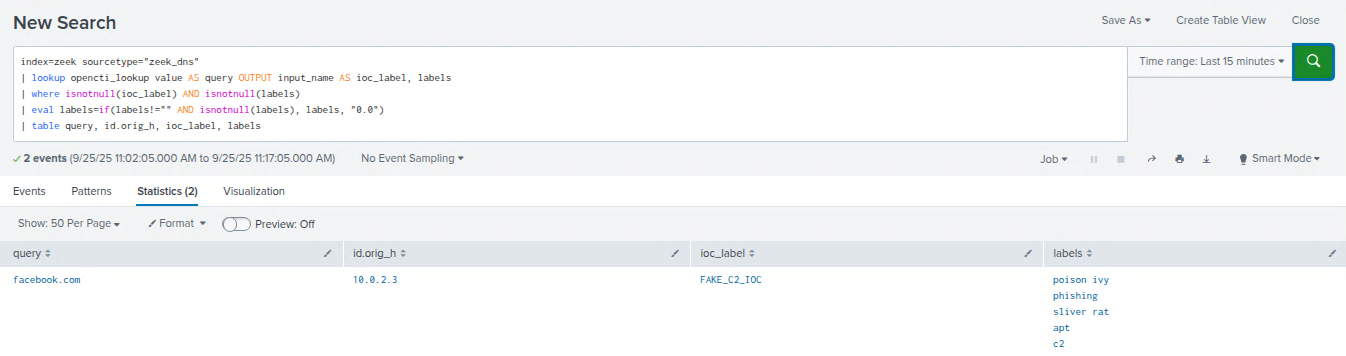 New Search
Save As Create Table View Close
index=zeek sourcetype="zeek_dns"
| lookup opencti_lookup value AS query OUTPUT input_name AS ioc_label, labels
| where isnotnull(ioc_label) AND isnotnull(labels)
| eval labels=if(labels!="" AND isnotnull(labels), labels, "0.0")
| table query, id.orig_h, ioc_label, labels
Time range: Last 15 minutes
2 events (9/25/25 11:02:05.000 AM to 9/25/25 11:17:05.000 AM) No Event Sampling Job Smart Mode
Events Patterns Statistics (2) Visualization
Show: 50 Per Page Format Preview: Off
query id.orig_h ioc_label labels
facebook.com 10.0.2.3 FAKE_C2_IOC poison ivy
phishing
sliver rat
apt
c2